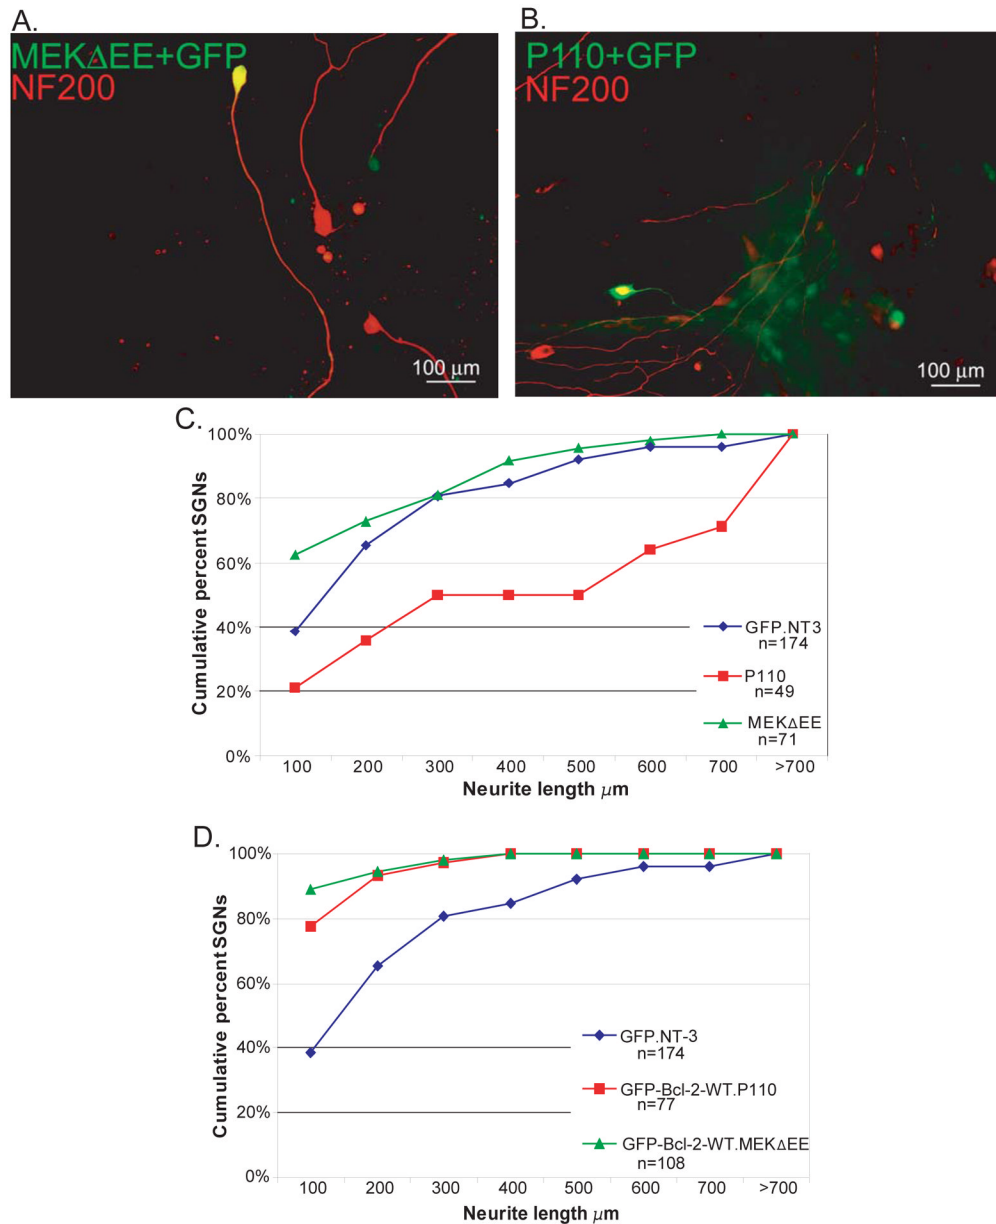 A.
MEKΔEE+GFP
NF200
100 μm
B.
P110+GFP
NF200
100 μm
C.
Cumulative percent SGNs
100%
80%
60%
40%
20%
0%
GFP.NT3
n=174
P110
n=49
MEKΔEE
n=71
100 200 300 400 500 600 700 >700
Neurite length μm
D.
Cumulative percent SGNs
100%
80%
60%
40%
20%
0%
GFP.NT-3
n=174
GFP-Bcl-2-WT.P110
n=77
GFP-Bcl-2-WT.MEKΔEE
n=108
100 200 300 400 500 600 700 >700
Neurite length μm